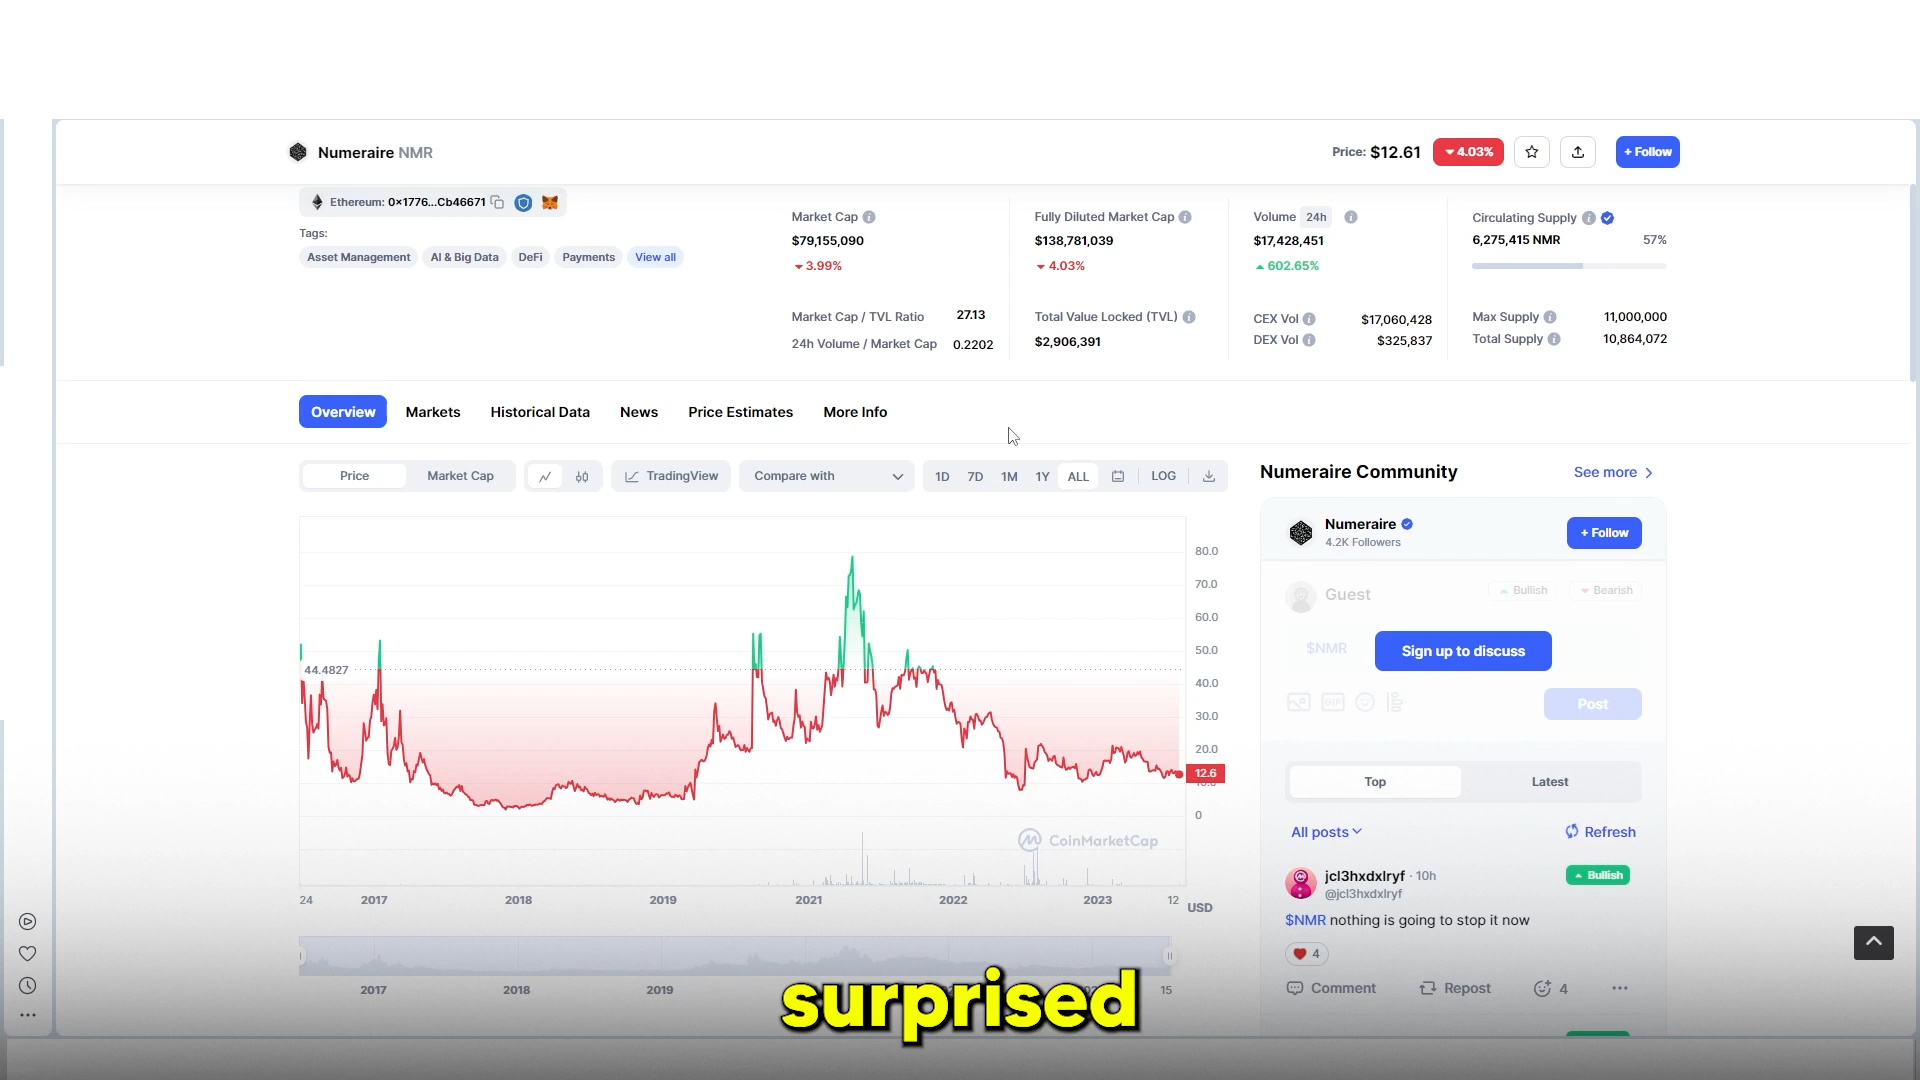 Numeraire NMR
Price: $12.61
4.03%
+ Follow
Ethereum: 0x1776...Cb46671
Tags:
Asset Management
AI & Big Data
DeFi
Payments
View all
Market Cap
$79,155,090
3.99%
Market Cap / TVL Ratio 27.13
24h Volume / Market Cap 0.2202
Fully Diluted Market Cap
$138,781,039
4.03%
Total Value Locked (TVL)
$2,906,391
Volume 24h
$17,428,451
602.65%
CEX Vol $17,060,428
DEX Vol $325,837
Circulating Supply
6,275,415 NMR 57%
Max Supply 11,000,000
Total Supply 10,864,072
Overview
Markets
Historical Data
News
Price Estimates
More Info
Price
Market Cap
TradingView
Compare with
1D 7D 1M 1Y ALL
LOG
80.0
70.0
60.0
50.0
44.4827
40.0
30.0
20.0
12.6
0
CoinMarketCap
24 2017 2018 2019 2021 2022 2023 12
USD
2017 2018 2019 15
Numeraire Community
See more
Numeraire
4.2K Followers
+ Follow
Guest
Bullish
Bearish
$NMR
Sign up to discuss
GIF
Post
Top
Latest
All posts
Refresh
jcl3hxdxlryf · 10h
@jcl3hxdxlryf
Bullish
$NMR nothing is going to stop it now
4
Comment
Repost
4
surprised